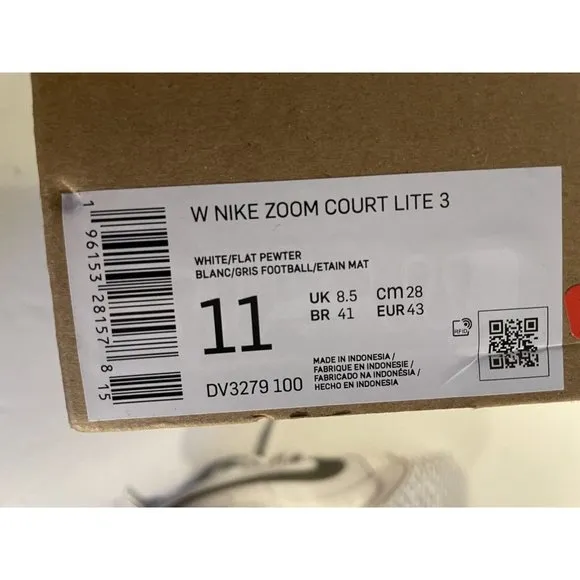 W NIKE ZOOM COURT LITE 3
WHITE/FLAT PEWTER
BLANC/GRIS FOOTBALL/ETAIN MAT
11
UK 8.5 cm 28
BR 41 EUR 43
RFID
DV3279 100
MADE IN INDONESIA/
FABRIQUE EN INDONESIE/
FABRICADO NA INDONÉSIA/
HECHO EN INDONESIA
1 96153 28157 8 15